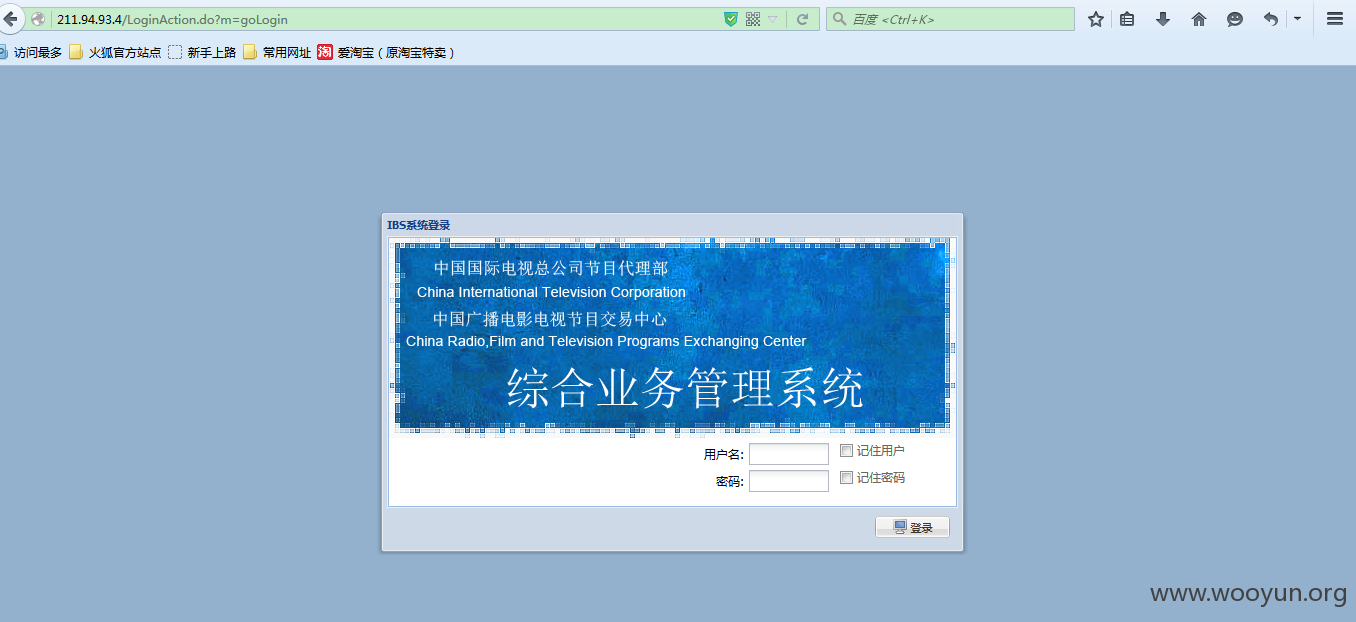 211.94.93.4/LoginAction.do?m=goLogin
百度 <Ctrl+K>
访问最多 火狐官方站点 新手上路 常用网址 淘 爱淘宝（原淘宝特卖）
IBS系统登录
中国国际电视总公司节目代理部
China International Television Corporation
中国广播电影电视节目交易中心
China Radio,Film and Television Programs Exchanging Center
综合业务管理系统
用户名: 记住用户
密码: 记住密码
登录
www.wooyun.org